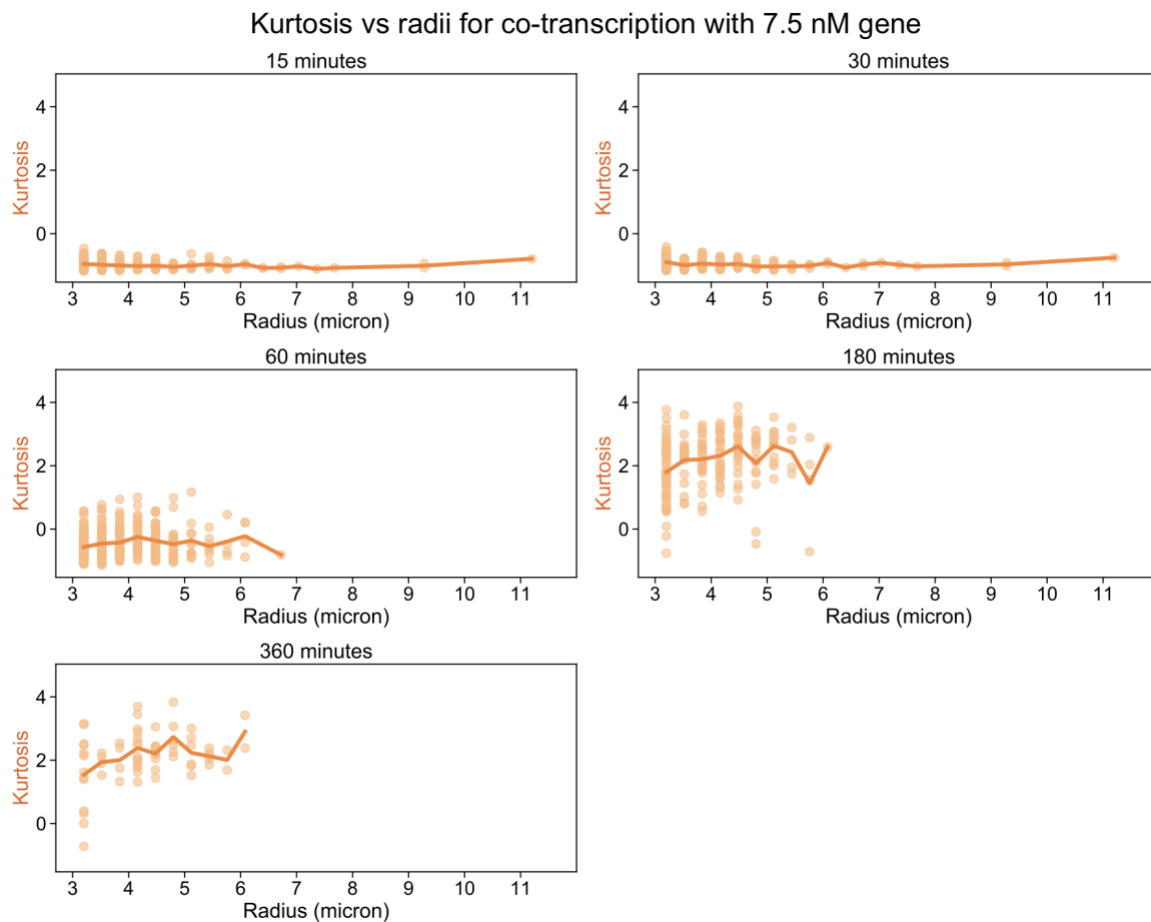 Kurtosis vs radii for co-transcription with 7.5 nM gene
15 minutes
4
2
0
Kurtosis
3 4 5 6 7 8 9 10 11
Radius (micron)
30 minutes
4
2
0
Kurtosis
3 4 5 6 7 8 9 10 11
Radius (micron)
60 minutes
4
2
0
Kurtosis
3 4 5 6 7 8 9 10 11
Radius (micron)
180 minutes
4
2
0
Kurtosis
3 4 5 6 7 8 9 10 11
Radius (micron)
360 minutes
4
2
0
Kurtosis
3 4 5 6 7 8 9 10 11
Radius (micron)